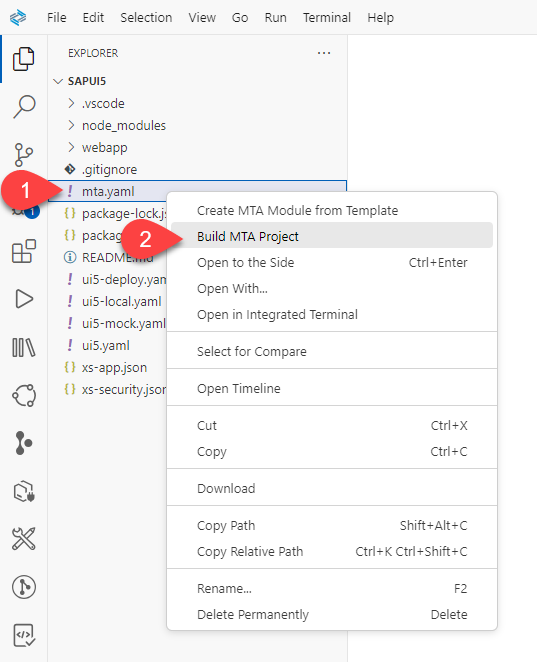 File Edit Selection View Go Run Terminal Help
EXPLORER ...
SAPUI5
.vscode
node_modules
webapp
.gitignore
1 mta.yaml
1
package-lock.js
package
README.md
ui5-deploy.yam
ui5-local.yaml
ui5-mock.yaml
ui5.yaml
xs-app.json
xs-security.json
Create MTA Module from Template
2 Build MTA Project
Open to the Side Ctrl+Enter
Open With...
Open in Integrated Terminal
Select for Compare
Open Timeline
Cut Ctrl+X
Copy Ctrl+C
Download
Copy Path Shift+Alt+C
Copy Relative Path Ctrl+K Ctrl+Shift+C
Rename... F2
Delete Permanently Delete